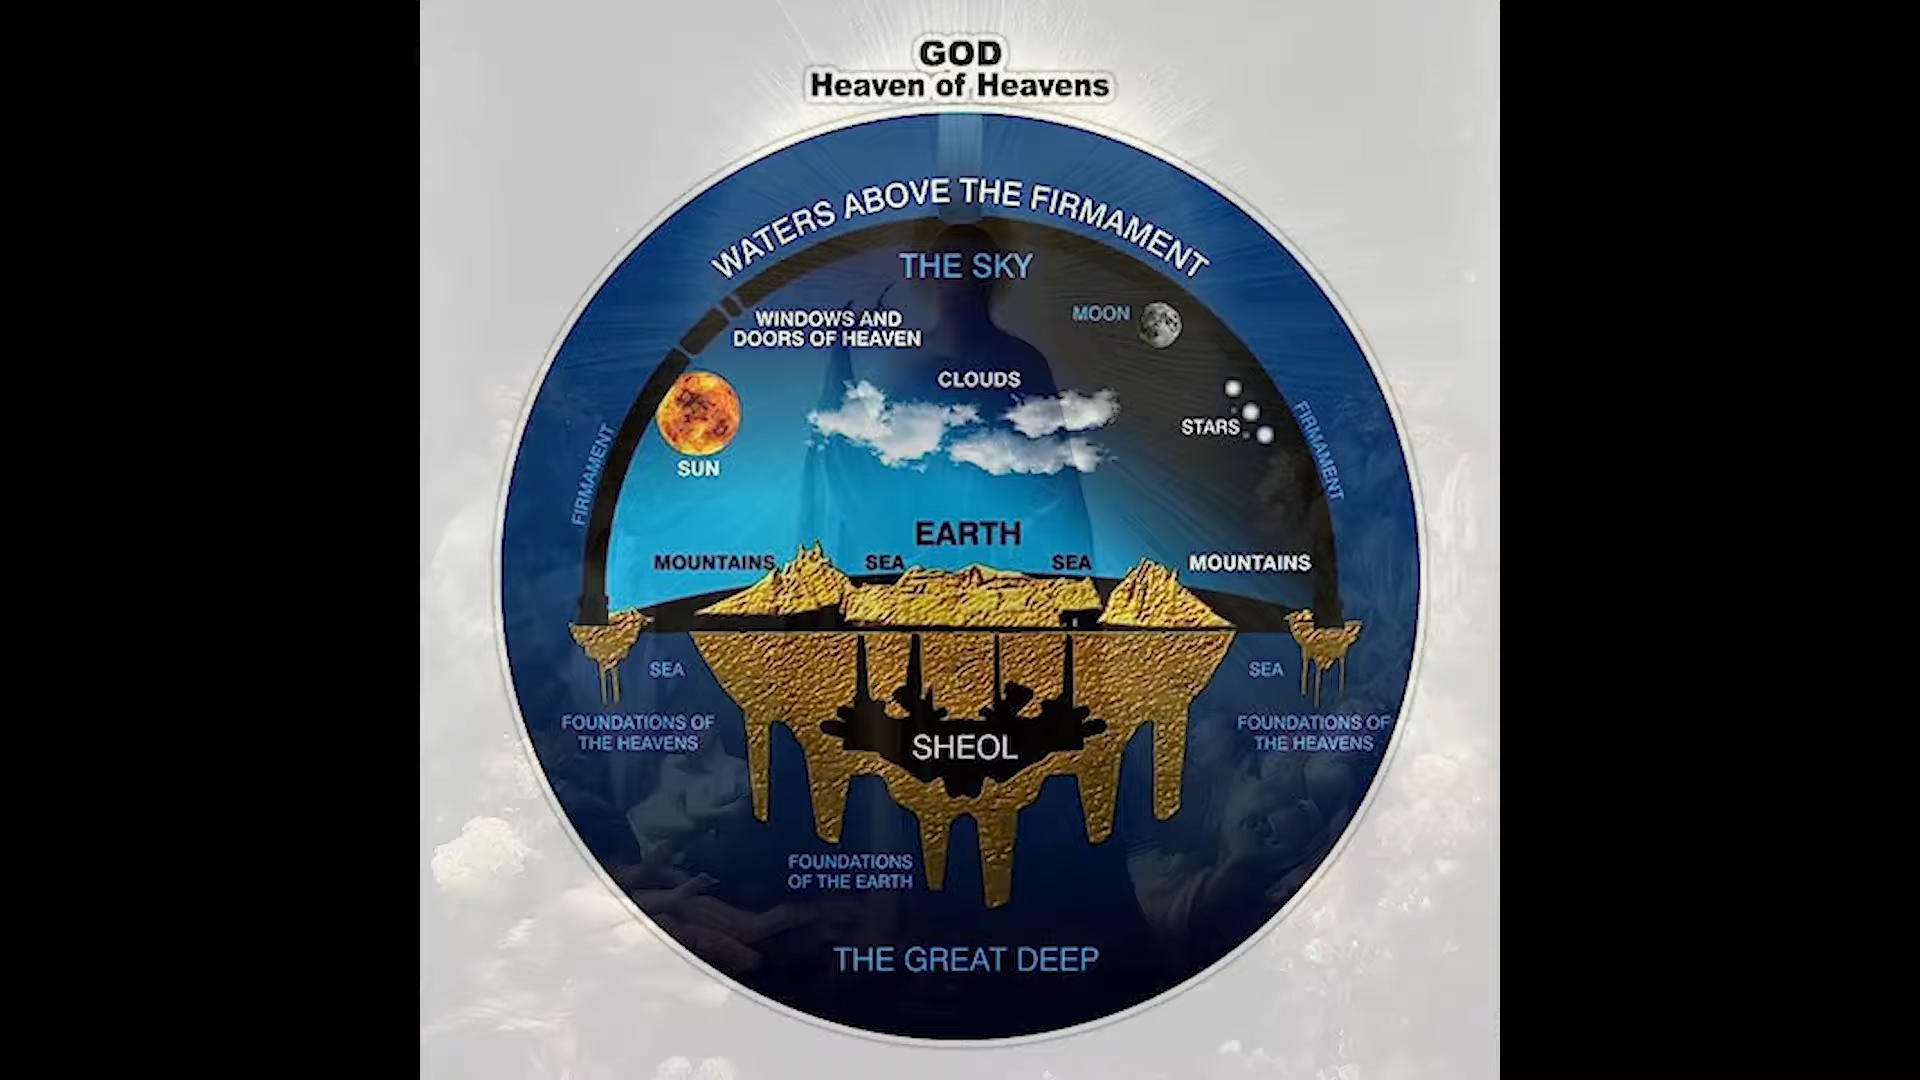 GOD
Heaven of Heavens
WATERS ABOVE THE FIRMAMENT
THE SKY
WINDOWS AND
DOORS OF HEAVEN
MOON
CLOUDS
STARS
SUN
FIRMAMENT
FIRMAMENT
EARTH
MOUNTAINS
SEA
SEA
MOUNTAINS
SEA
SEA
FOUNDATIONS OF
THE HEAVENS
FOUNDATIONS OF
THE HEAVENS
SHEOL
FOUNDATIONS
OF THE EARTH
THE GREAT DEEP